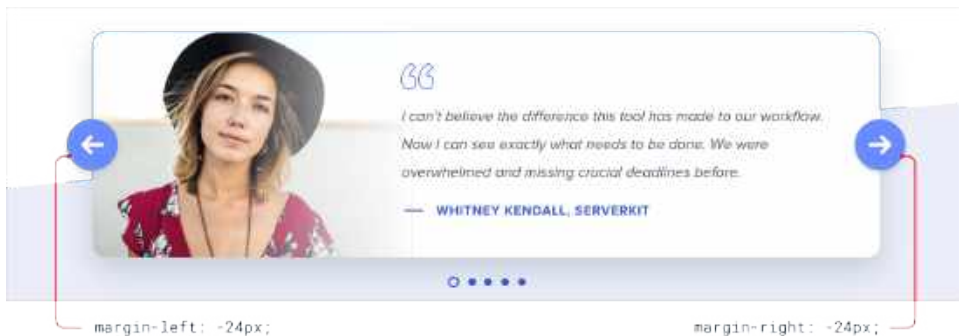 I can't believe the difference this tool has made to our workflow.
Now I can see exactly what needs to be done. We were
overwhelmed and missing crucial deadlines before.
— WHITNEY KENDALL, SERVERKIT
margin-left: -24px;
margin-right: -24px;